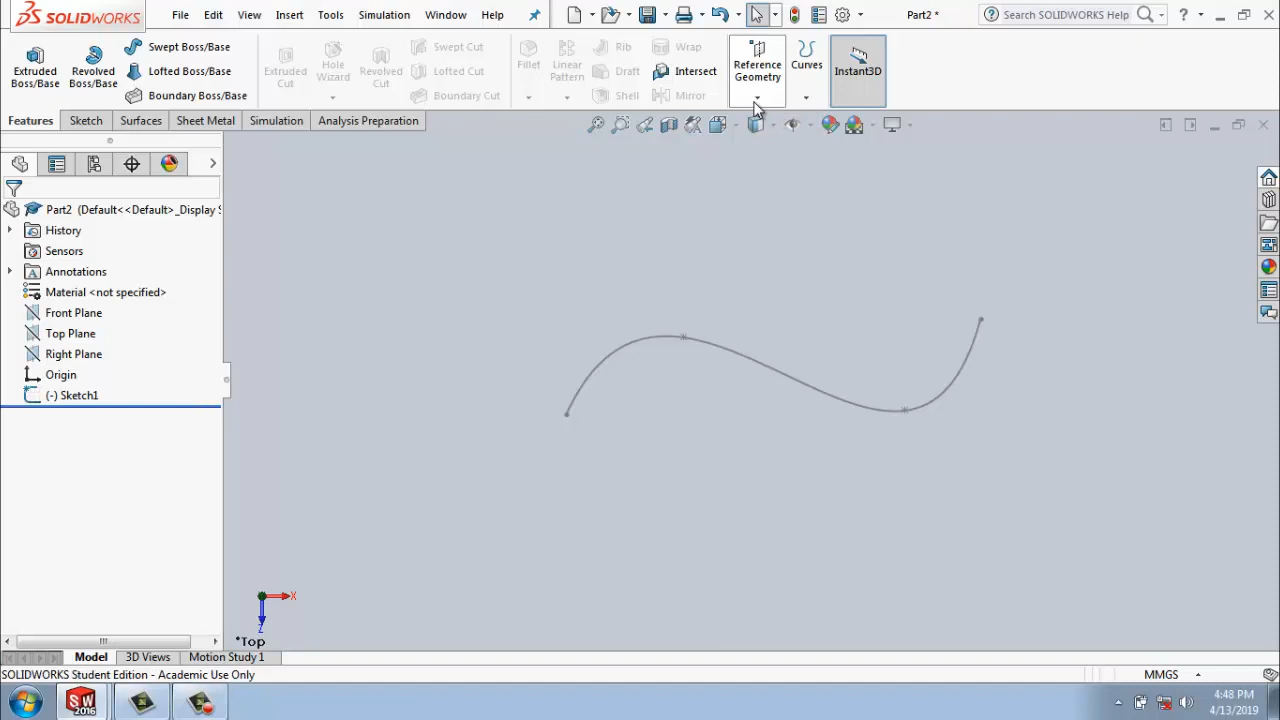 SOLIDWORKS File Edit View Insert Tools Simulation Window Help Part2 * Search SOLIDWORKS Help ?
Extruded Boss/Base
Revolved Boss/Base
Swept Boss/Base
Lofted Boss/Base
Boundary Boss/Base
Extruded Cut
Hole Wizard
Revolved Cut
Swept Cut
Lofted Cut
Boundary Cut
Fillet
Linear Pattern
Rib
Draft
Shell
Wrap
Intersect
Mirror
Reference Geometry
Curves
Instant3D
Features Sketch Surfaces Sheet Metal Simulation Analysis Preparation
Part2 (Default<<Default>_Display S
History
Sensors
Annotations
Material <not specified>
Front Plane
Top Plane
Right Plane
Origin
(-) Sketch1
X
Z
*Top
Model 3D Views Motion Study 1
SOLIDWORKS Student Edition - Academic Use Only MMGS
SW 2016
4:48 PM
4/13/2019